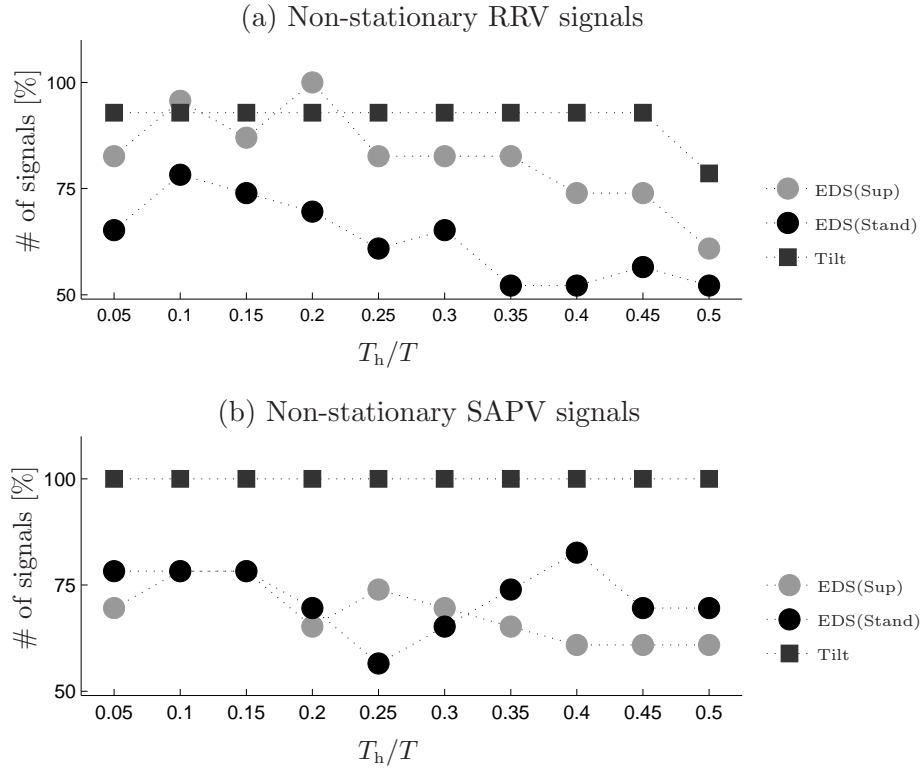 (a) Non-stationary RRV signals
# of signals [%]
100
75
50
0.05 0.1 0.15 0.2 0.25 0.3 0.35 0.4 0.45 0.5
T_h/T
EDS(Sup)
EDS(Stand)
Tilt
(b) Non-stationary SAPV signals
# of signals [%]
100
75
50
0.05 0.1 0.15 0.2 0.25 0.3 0.35 0.4 0.45 0.5
T_h/T
EDS(Sup)
EDS(Stand)
Tilt